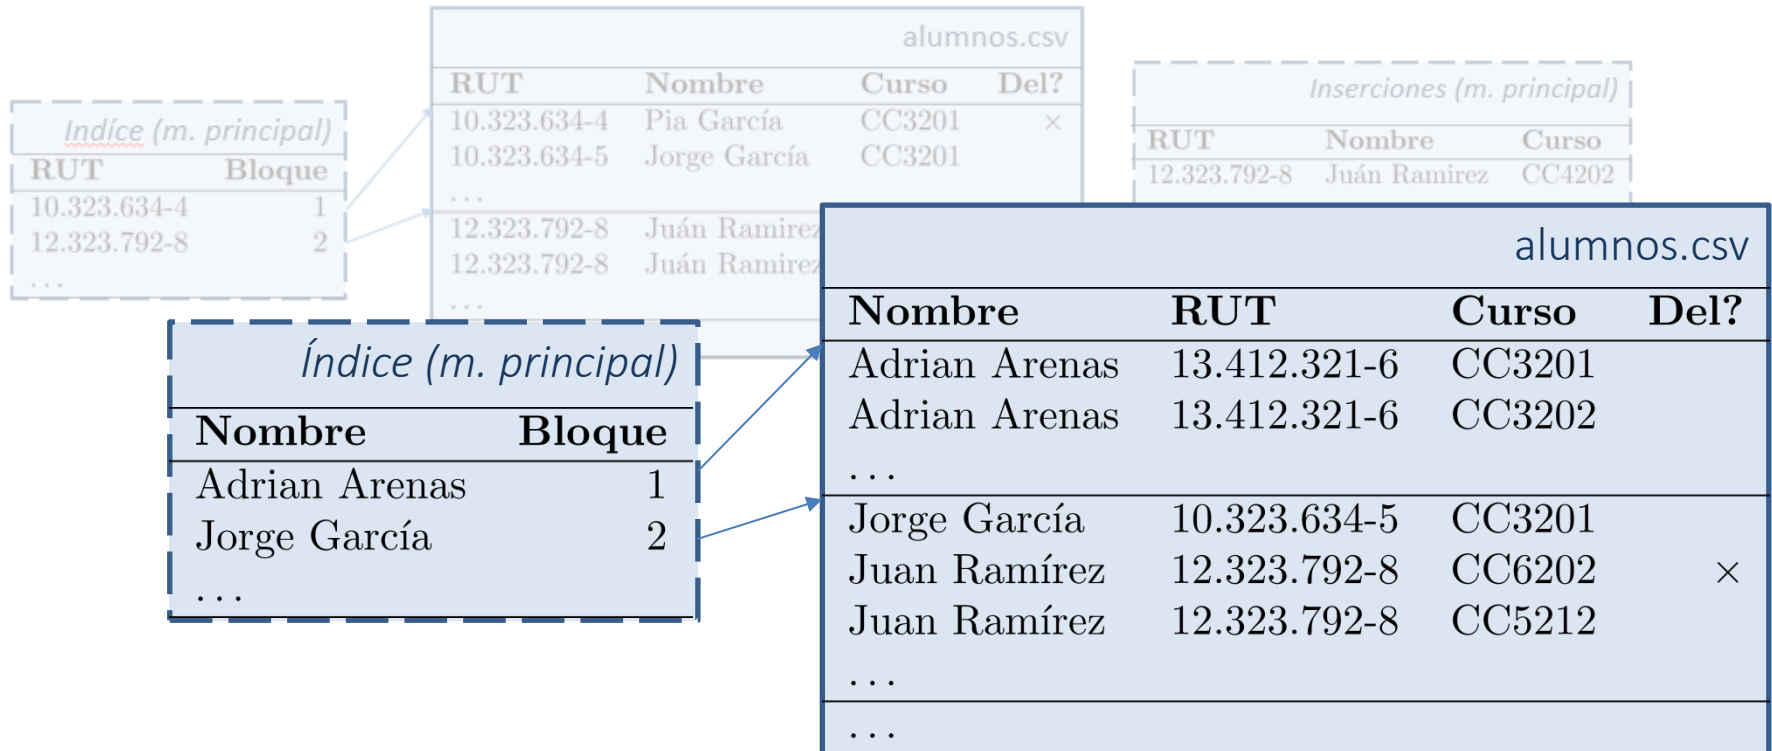 alumnos.csv
RUT Nombre Curso Del?
10.323.634-4 Pia García CC3201 ×
10.323.634-5 Jorge García CC3201
...
12.323.792-8 Juán Ramirez
12.323.792-8 Juán Ramirez
...
Indíce (m. principal)
RUT Bloque
10.323.634-4 1
12.323.792-8 2
...
Inserciones (m. principal)
RUT Nombre Curso
12.323.792-8 Juán Ramirez CC4202
Índice (m. principal)
Nombre Bloque
Adrian Arenas 1
Jorge García 2
...
alumnos.csv
Nombre RUT Curso Del?
Adrian Arenas 13.412.321-6 CC3201
Adrian Arenas 13.412.321-6 CC3202
...
Jorge García 10.323.634-5 CC3201
Juan Ramírez 12.323.792-8 CC6202 ×
Juan Ramírez 12.323.792-8 CC5212
...
...